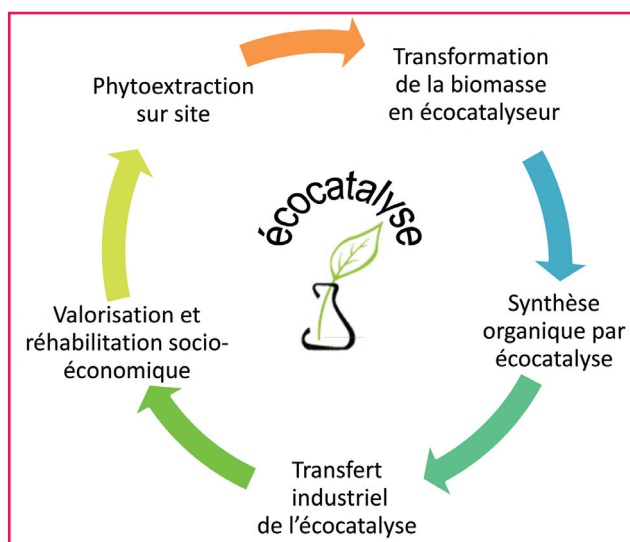 Phytoextraction
sur site
Transformation
de la biomasse
en écocatalyseur
écocatalyse
Synthèse
organique par
écocatalyse
Transfert
industriel
de l’écocatalyse
Valorisation et
réhabilitation socio-
économique